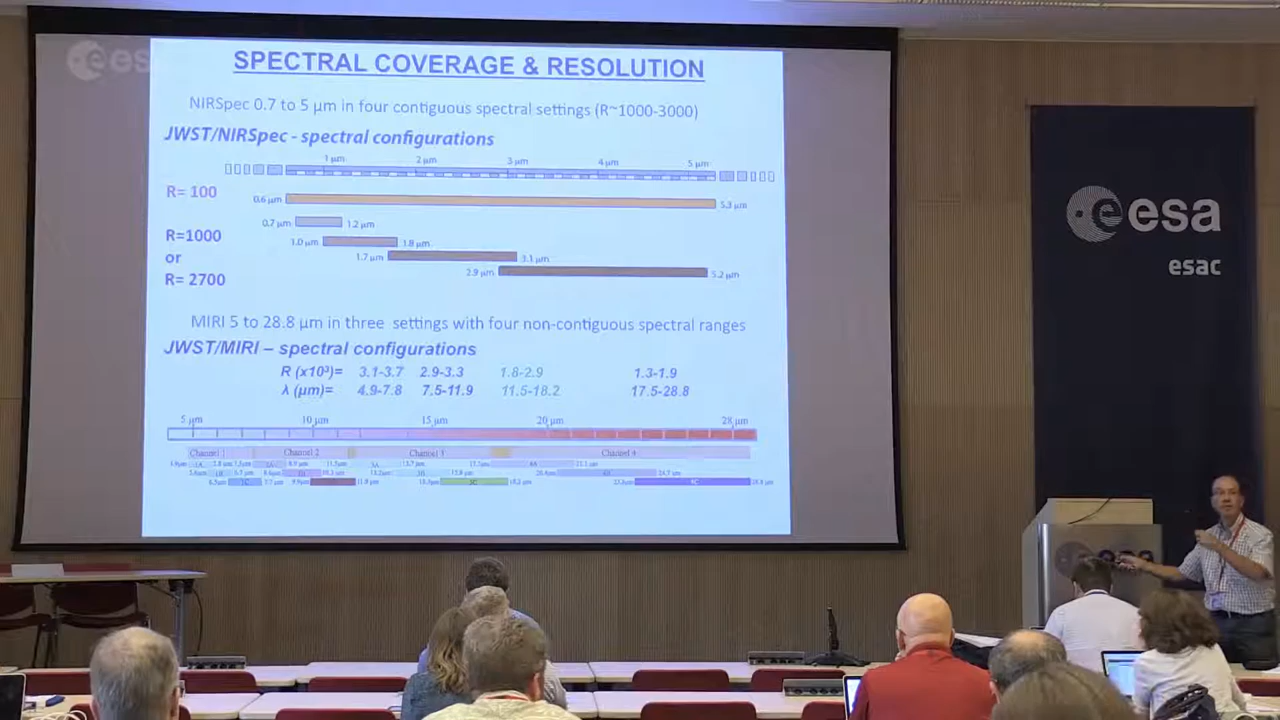 esa
SPECTRAL COVERAGE & RESOLUTION
NIRSpec 0.7 to 5 µm in four contiguous spectral settings (R~1000-3000)
JWST/NIRSpec - spectral configurations
1 µm 2 µm 3 µm 4 µm 5 µm
R= 100
0.6 µm 5.3 µm
0.7 µm 1.2 µm
R=1000
1.0 µm 1.8 µm
or
1.7 µm 3.1 µm
2.9 µm 5.2 µm
R= 2700
MIRI 5 to 28.8 µm in three settings with four non-contiguous spectral ranges
JWST/MIRI – spectral configurations
R (x10³)= 3.1-3.7 2.9-3.3 1.8-2.9 1.3-1.9
λ (µm)= 4.9-7.8 7.5-11.9 11.5-18.2 17.5-28.8
5 µm 10 µm 15 µm 20 µm 28 µm
Channel 1 Channel 2 Channel 3 Channel 4
esa
esac